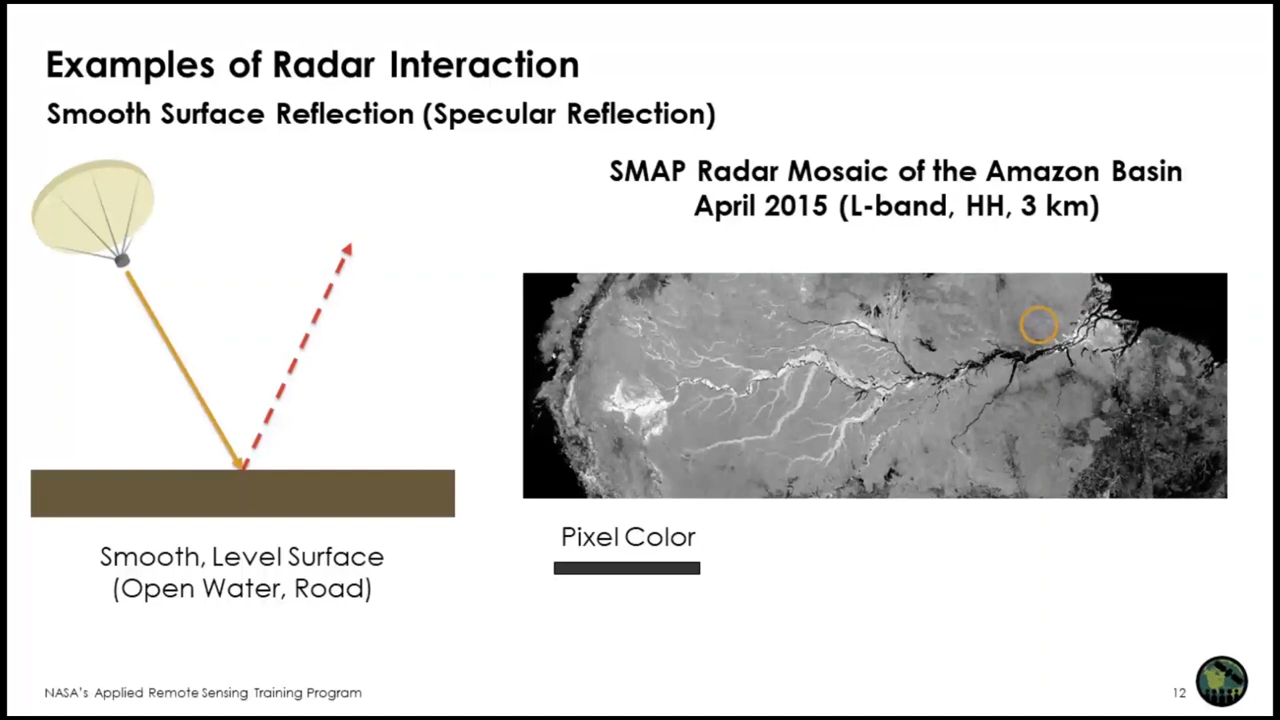 Examples of Radar Interaction
Smooth Surface Reflection (Specular Reflection)
SMAP Radar Mosaic of the Amazon Basin
April 2015 (L-band, HH, 3 km)
Pixel Color
Smooth, Level Surface
(Open Water, Road)
NASA's Applied Remote Sensing Training Program
12